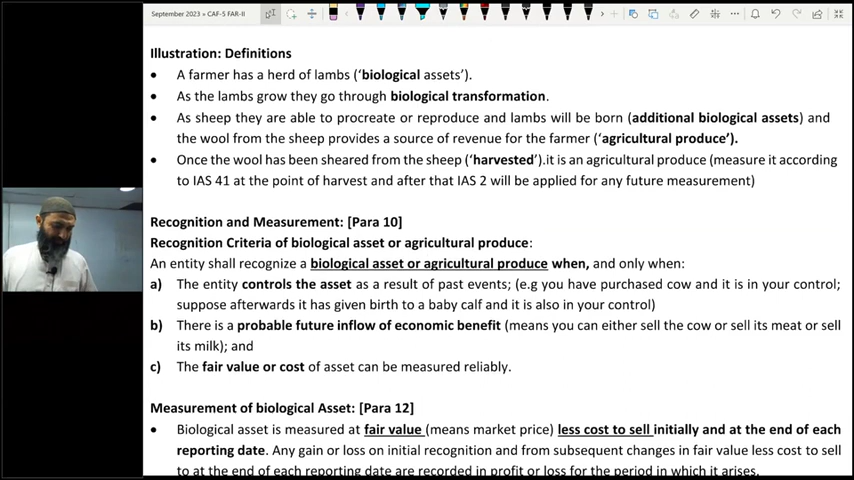 September 2023 » CAF-5 FAR-II
Illustration: Definitions
• A farmer has a herd of lambs (‘biological assets’).
• As the lambs grow they go through biological transformation.
• As sheep they are able to procreate or reproduce and lambs will be born (additional biological assets) and
the wool from the sheep provides a source of revenue for the farmer (‘agricultural produce’).
• Once the wool has been sheared from the sheep (‘harvested’).it is an agricultural produce (measure it according
to IAS 41 at the point of harvest and after that IAS 2 will be applied for any future measurement)
Recognition and Measurement: [Para 10]
Recognition Criteria of biological asset or agricultural produce:
An entity shall recognize a biological asset or agricultural produce when, and only when:
a) The entity controls the asset as a result of past events; (e.g you have purchased cow and it is in your control;
suppose afterwards it has given birth to a baby calf and it is also in your control)
b) There is a probable future inflow of economic benefit (means you can either sell the cow or sell its meat or sell
its milk); and
c) The fair value or cost of asset can be measured reliably.
Measurement of biological Asset: [Para 12]
• Biological asset is measured at fair value (means market price) less cost to sell initially and at the end of each
reporting date. Any gain or loss on initial recognition and from subsequent changes in fair value less cost to sell
to at the end of each reporting date are recorded in profit or loss for the period in which it arises.